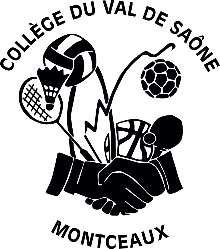 COLLÈGE DU VAL DE SAÔNE
MONTCEAUX